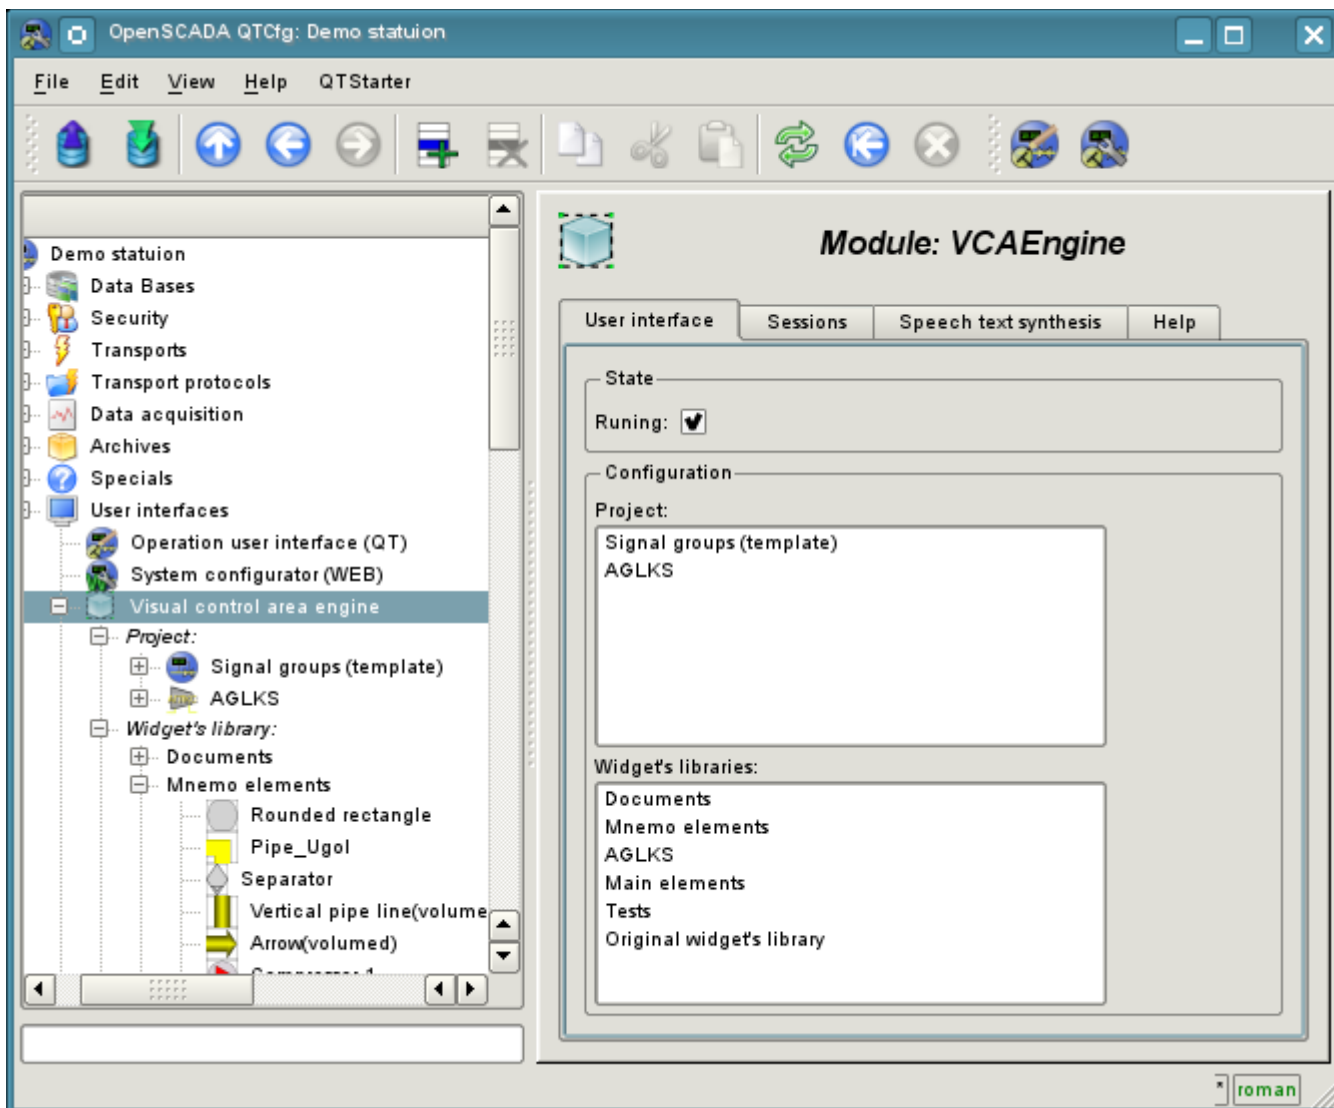 OpenSCADA QTCfg: Demo statuion
File Edit View Help QTStarter
Demo statuion
Data Bases
Security
Transports
Transport protocols
Data acquisition
Archives
Specials
User interfaces
Operation user interface (QT)
System configurator (WEB)
Visual control area engine
Project:
Signal groups (template)
AGLKS
Widget's library:
Documents
Mnemo elements
Rounded rectangle
Pipe_Ugol
Separator
Vertical pipe line(volume
Arrow(volumed)
Compressor 1
Module: VCAEngine
User interface Sessions Speech text synthesis Help
State
Runing:
Configuration
Project:
Signal groups (template)
AGLKS
Widget's libraries:
Documents
Mnemo elements
AGLKS
Main elements
Tests
Original widget's library
* roman